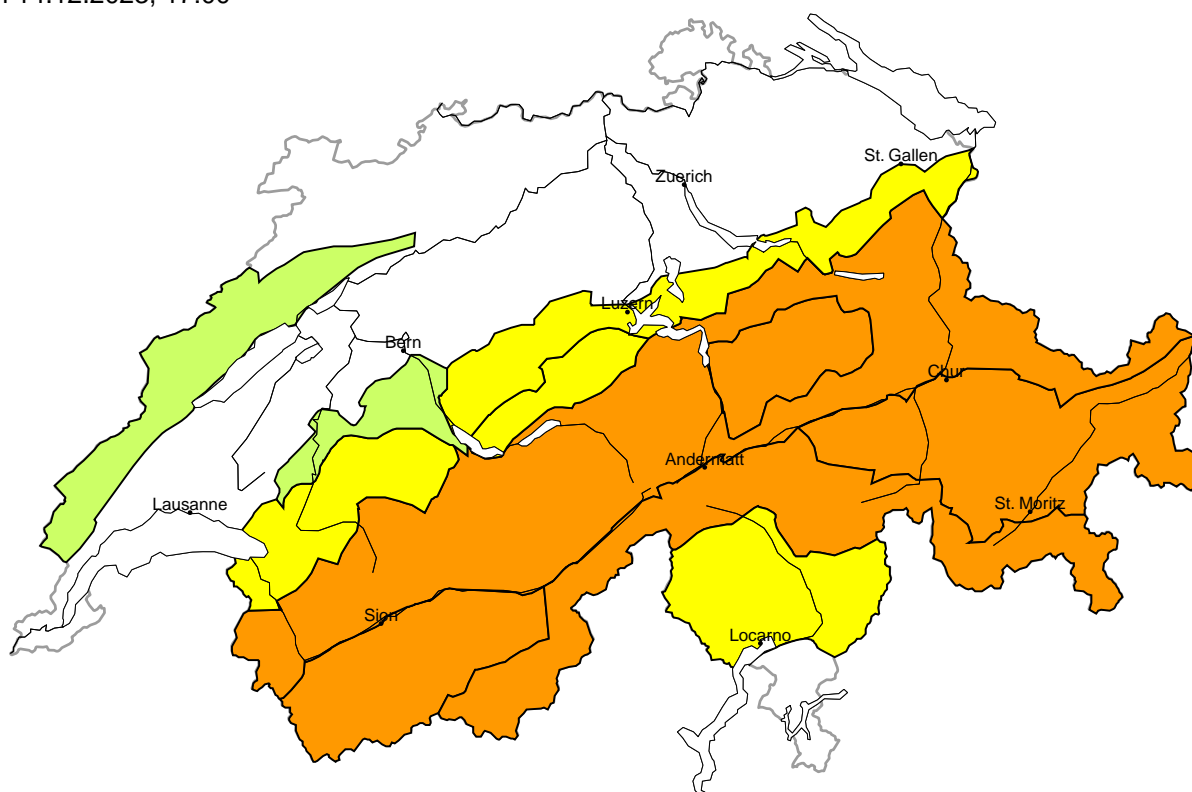 St. Gallen
Zuerich
Luzern
Bern
Chur
Andermatt
Lausanne
St. Moritz
Sion
Locarno